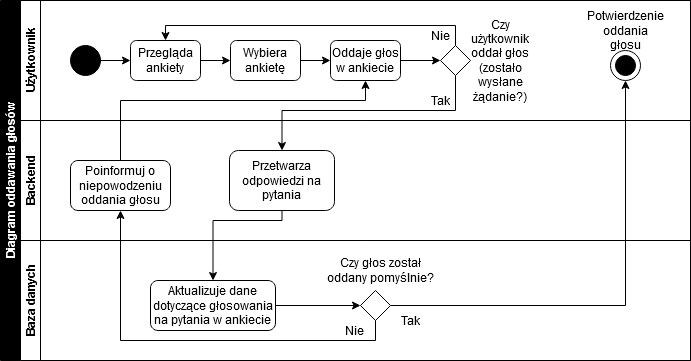 Diagram oddawania głosów
Użytkownik
Przegląda
ankiety
Wybiera
ankietę
Oddaje głos
w ankiecie
Nie
Tak
Czy
użytkownik
oddał głos
(zostało
wysłane
żądanie?)
Potwierdzenie
oddania
głosu
Backend
Poinformuj o
niepowodzeniu
oddania głosu
Przetwarza
odpowiedzi na
pytania
Baza danych
Aktualizuje dane
dotyczące głosowania
na pytania w ankiecie
Czy głos został
oddany pomyślnie?
Nie
Tak